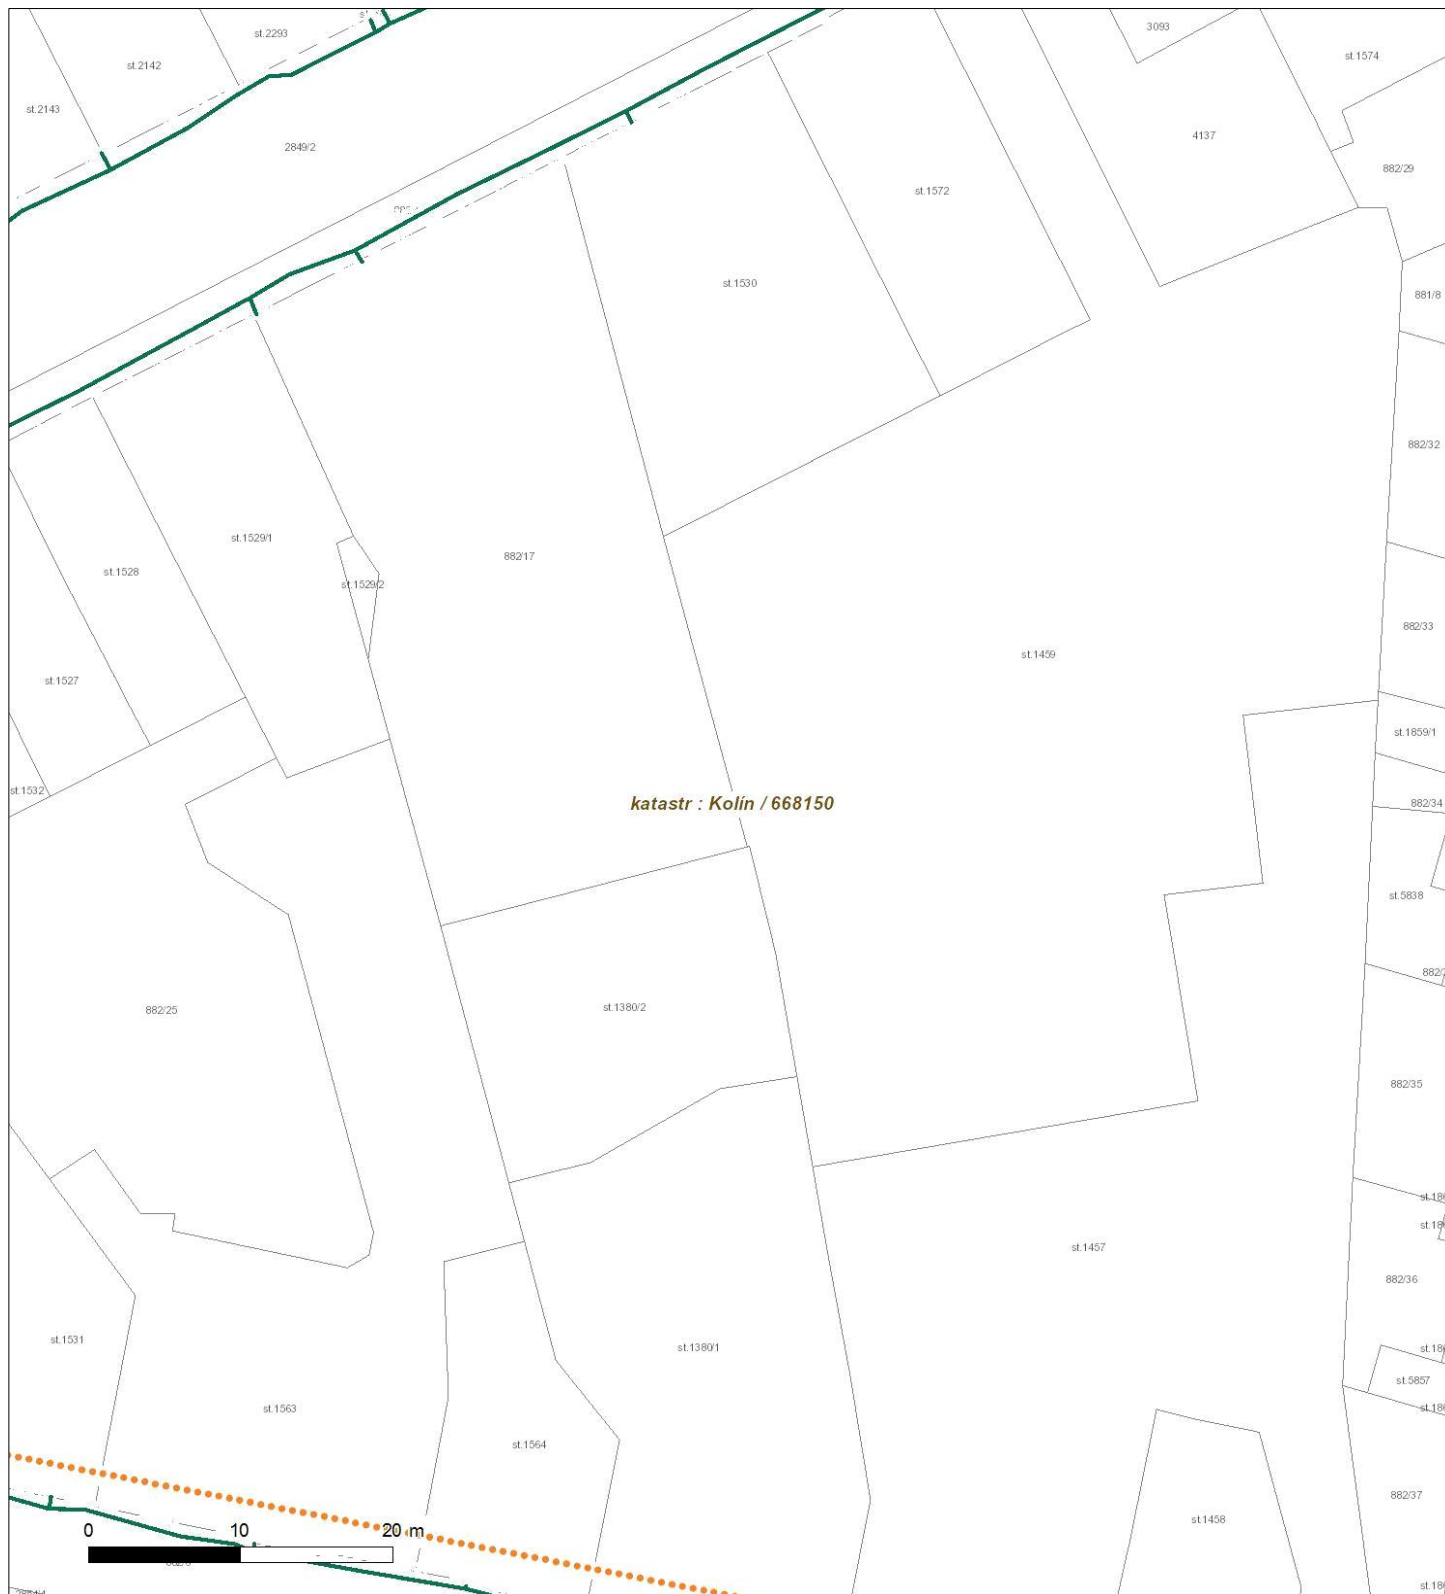 st.2293
3093
st.2142
st.1574
st.2143
4137
2849/2
882/29
st.1572
st.1530
881/8
882/32
st.1529/1
882/17
st.1528
st.1529/2
882/33
st.1459
st.1527
st.1859/1
st.1532
katastr : Kolín / 668150
882/34
st.5838
st.1380/2
882/25
882/35
st.1457
882/36
st.1531
st.1380/1
st.5857
st.1563
st.1564
882/37
st.1458
0 10 20 m